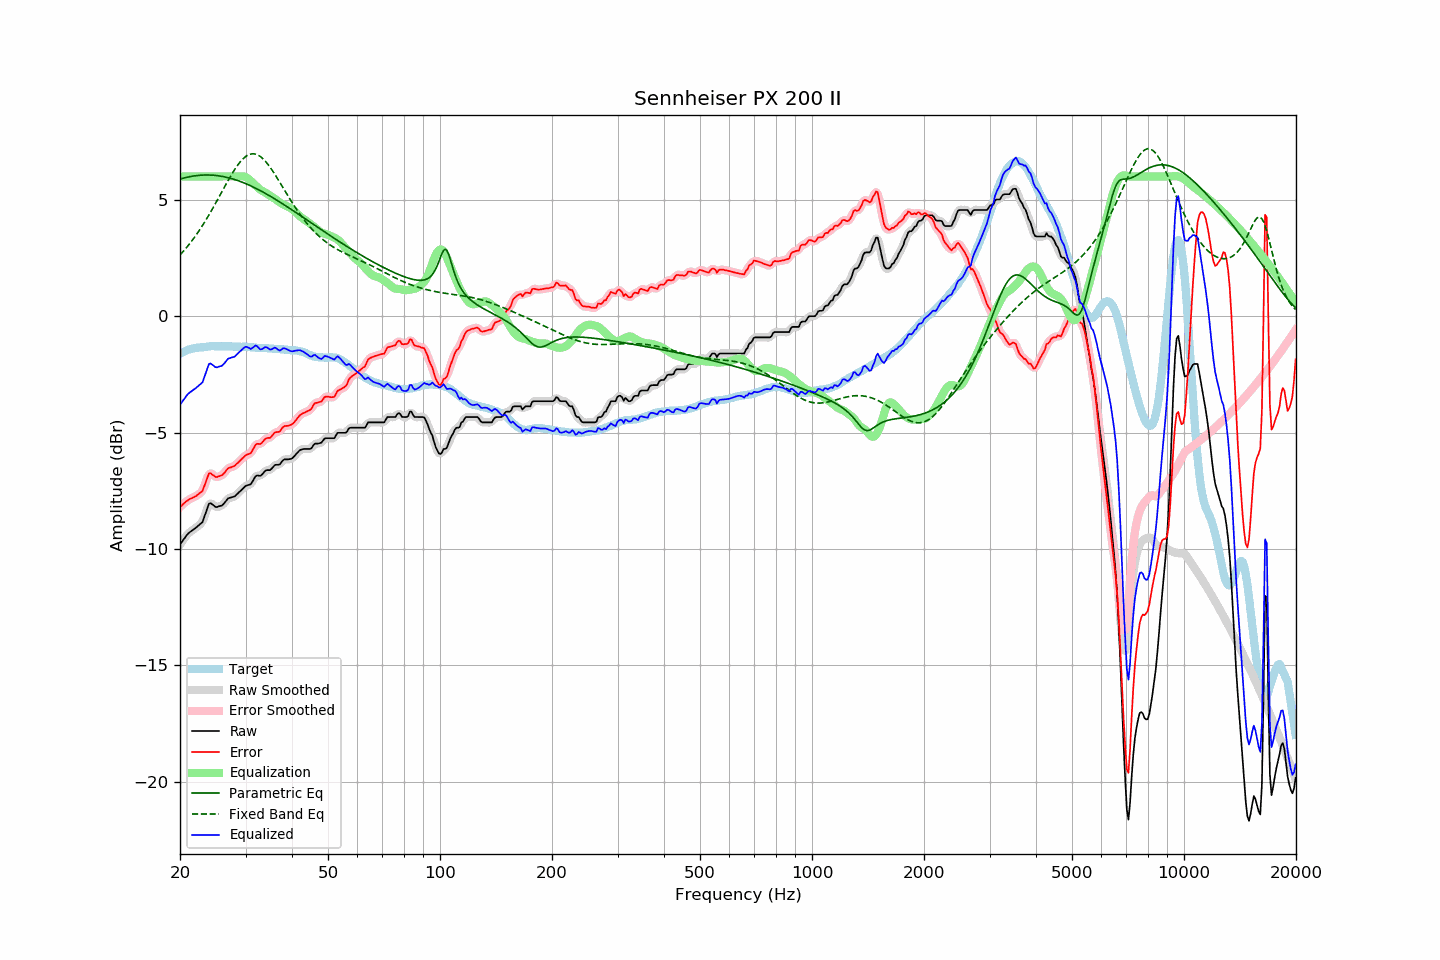 Sennheiser PX 200 II
Amplitude (dBr)
5
0
−5
−10
−15
−20
Target
Raw Smoothed
Error Smoothed
Raw
Error
Equalization
Parametric Eq
Fixed Band Eq
Equalized
20 50 100 200 500 1000 2000 5000 10000 20000
Frequency (Hz)